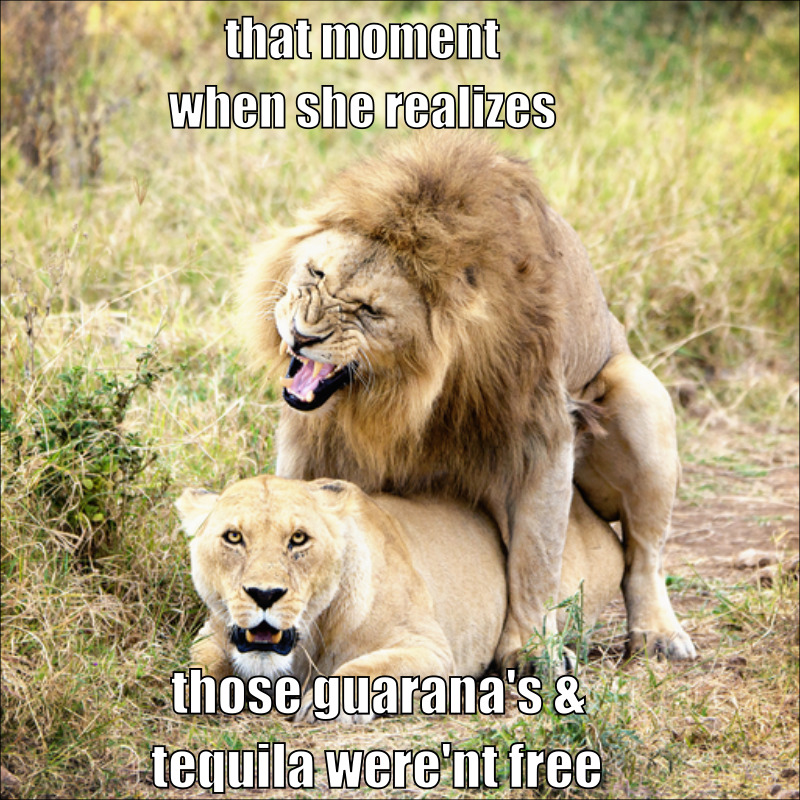 that moment
when she realizes
those guarana's &
tequila were'nt free